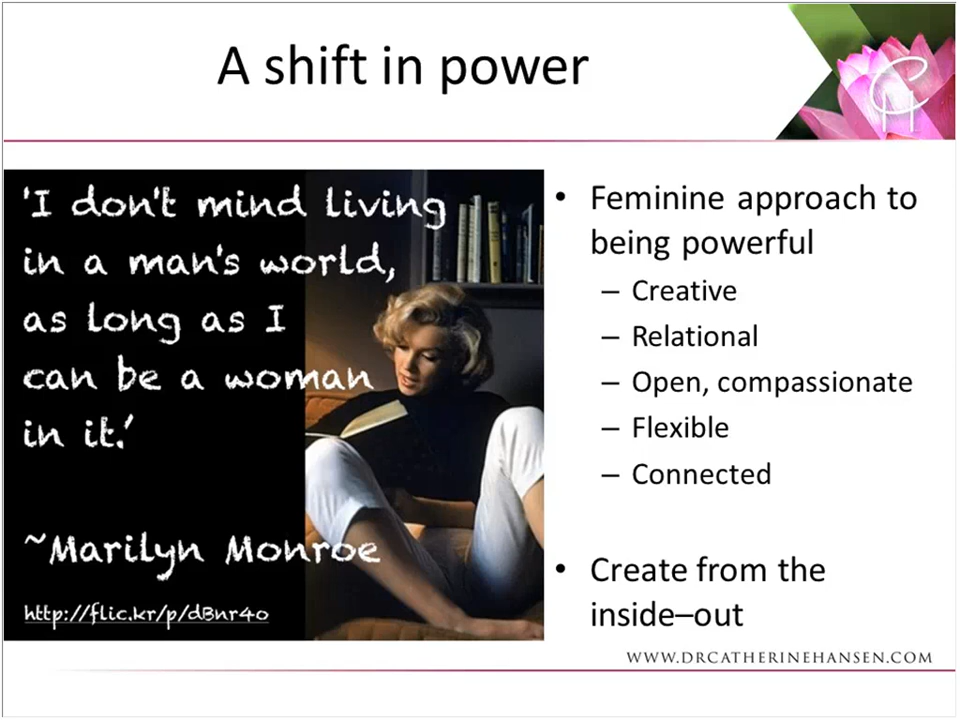 A shift in power
'I don't mind living
in a man's world,
as long as I
can be a woman
in it.'
~Marilyn Monroe
http://flic.kr/p/dBnr4o
• Feminine approach to
being powerful
– Creative
– Relational
– Open, compassionate
– Flexible
– Connected
• Create from the
inside–out
WWW.DRCATHERINEHANSEN.COM
CH